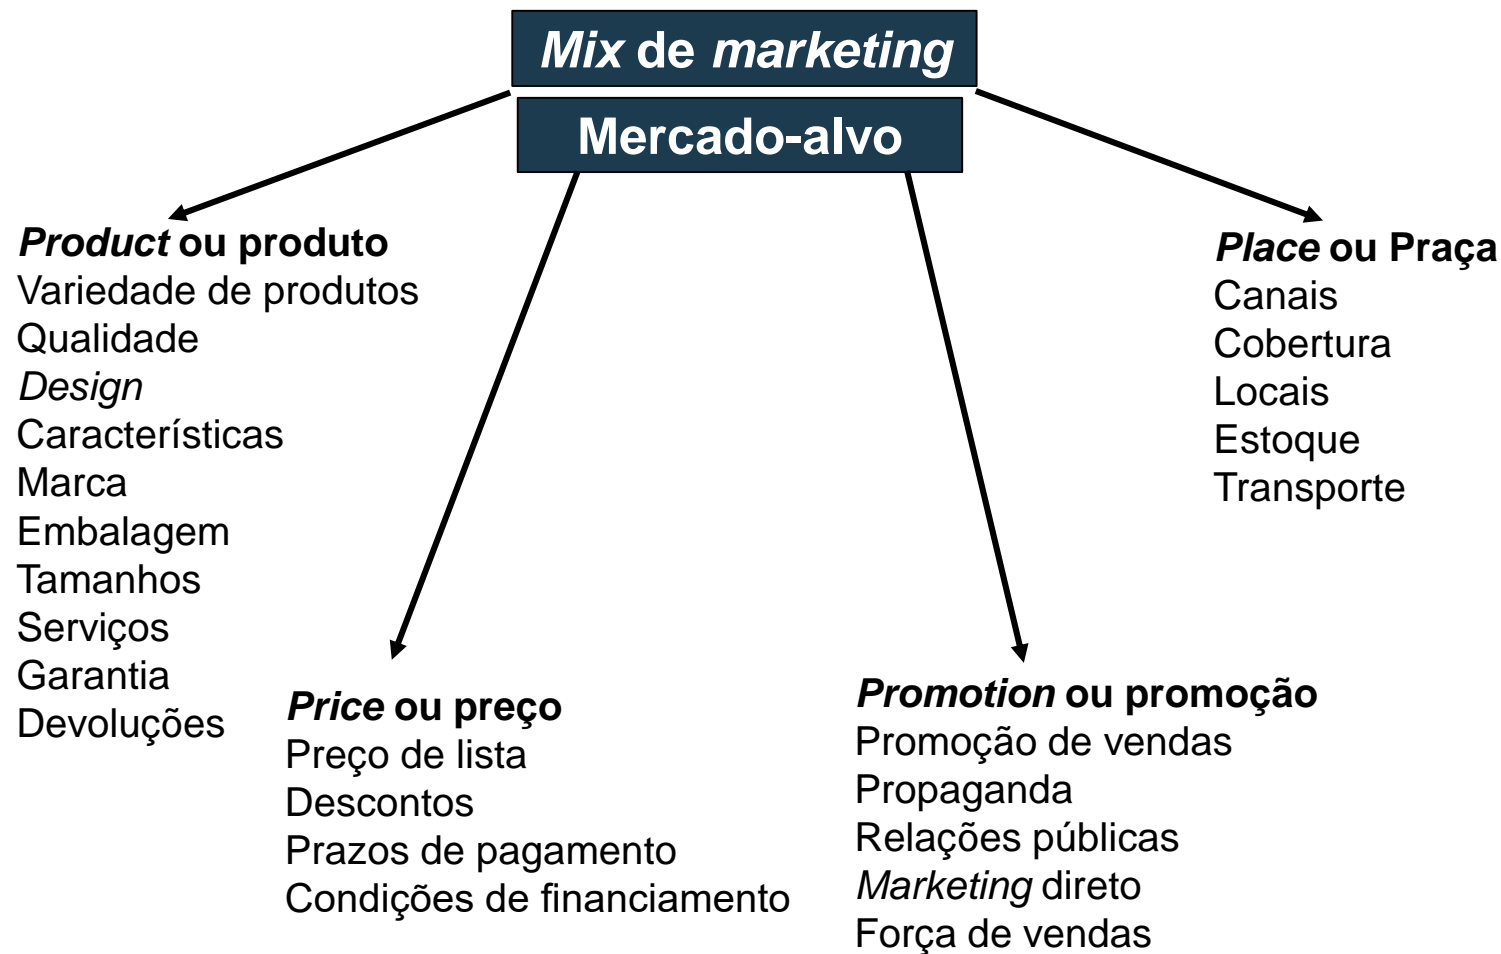 Mix de marketing
Mercado-alvo
Product ou produto
Variedade de produtos
Qualidade
Design
Características
Marca
Embalagem
Tamanhos
Serviços
Garantia
Devoluções
Price ou preço
Preço de lista
Descontos
Prazos de pagamento
Condições de financiamento
Promotion ou promoção
Promoção de vendas
Propaganda
Relações públicas
Marketing direto
Força de vendas
Place ou Praça
Canais
Cobertura
Locais
Estoque
Transporte